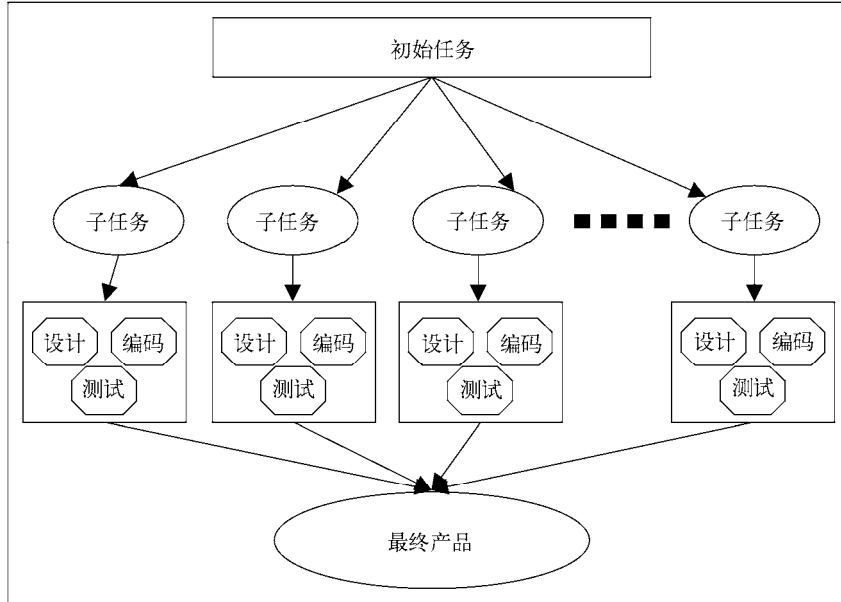 初始任务
子任务 子任务 子任务 子任务
设计 编码 设计 编码 设计 编码 设计 编码
测试 测试 测试 测试
最终产品